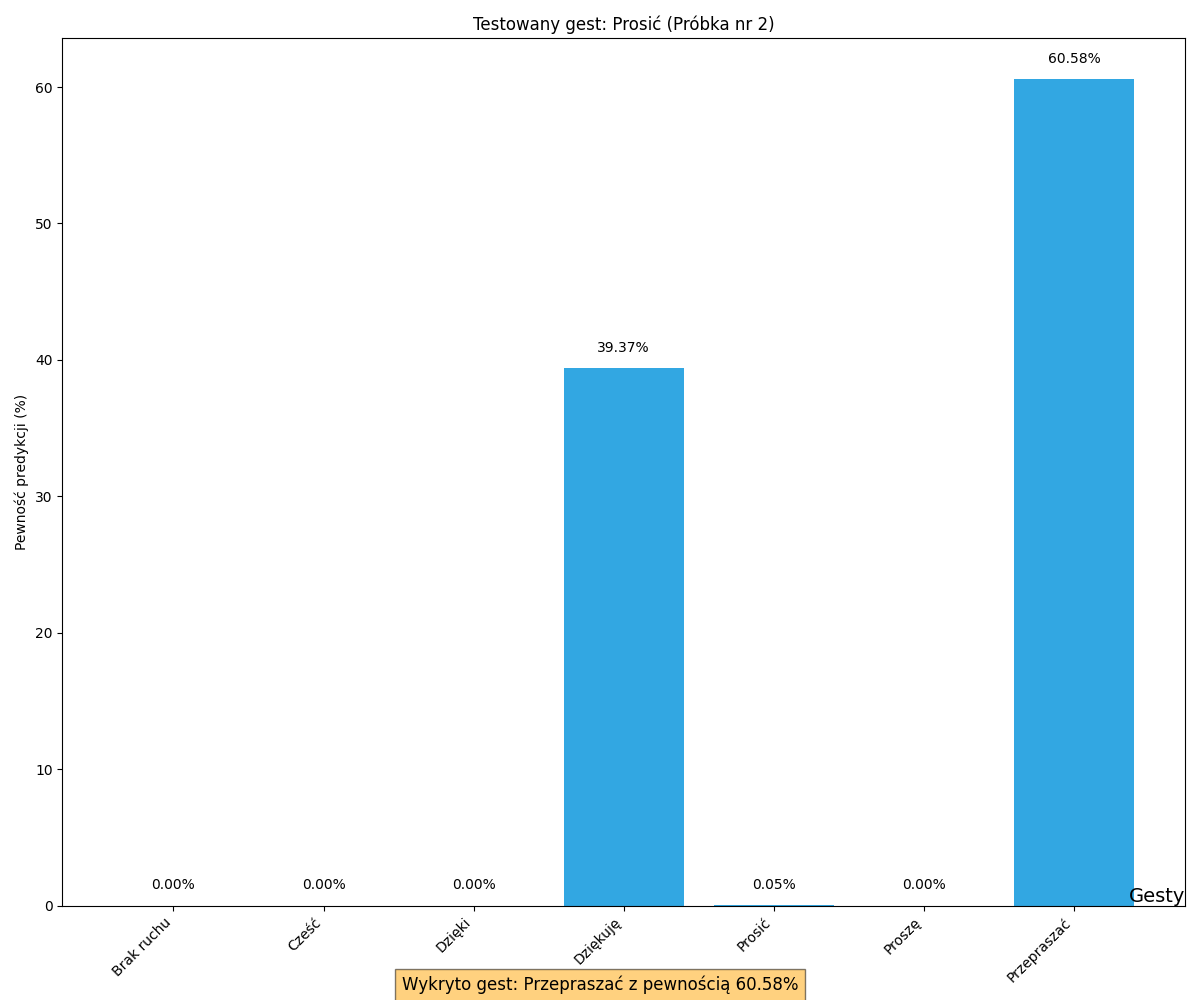 Testowany gest: Prosić (Próbka nr 2)
60.58%
60
50
40
39.37%
Pewność predykcji (%)
30
20
10
0.00%
0.00%
0.00%
0.05%
0.00%
0
Gesty
Brak ruchu
Cześć
Dzięki
Dziękuję
Prosić
Proszę
Przepraszać
Wykryto gest: Przepraszać z pewnością 60.58%